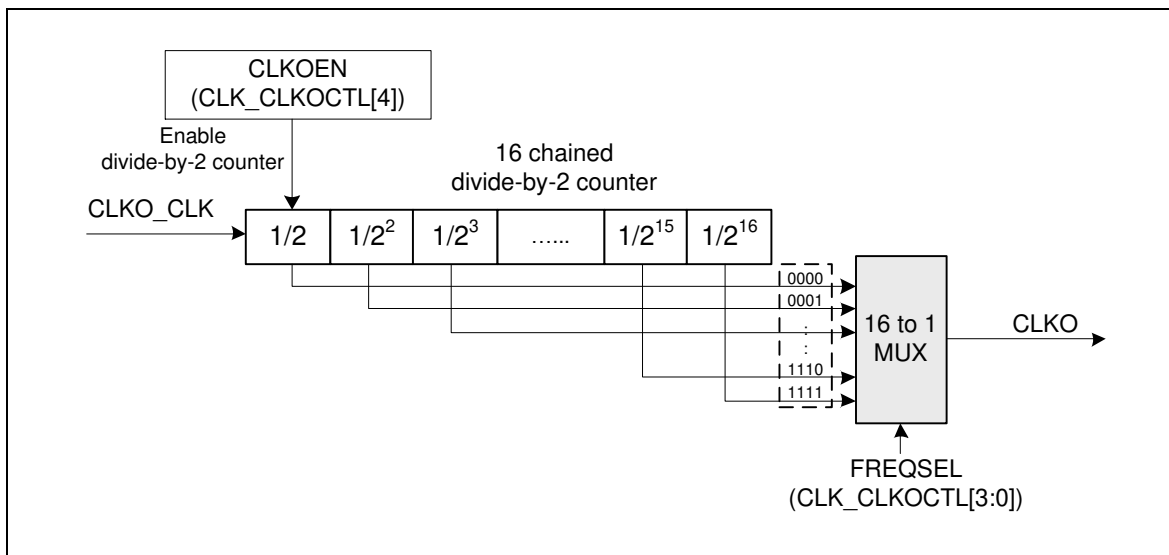 CLKOEN
(CLK_CLKOCTL[4])
Enable
divide-by-2 counter
16 chained
divide-by-2 counter
CLKO_CLK
1/2
1/2²
1/2³
…...
1/2¹⁵
1/2¹⁶
0000
0001
:
:
1110
1111
16 to 1
MUX
CLKO
FREQSEL
(CLK_CLKOCTL[3:0])